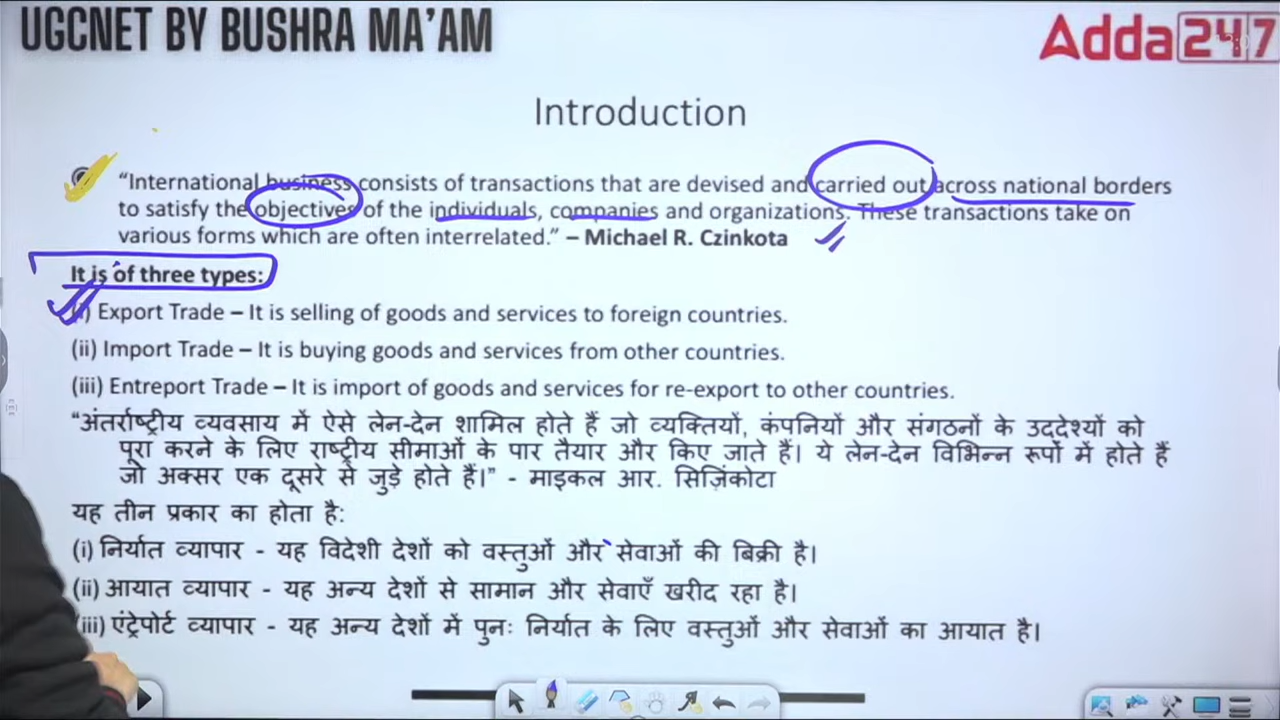 UGCNET BY BUSHRA MA’AM
Adda 247
Introduction
“International business consists of transactions that are devised and carried out across national borders
to satisfy the objectives of the individuals, companies and organizations. These transactions take on
various forms which are often interrelated.” – Michael R. Czinkota
It is of three types:
(i) Export Trade – It is selling of goods and services to foreign countries.
(ii) Import Trade – It is buying goods and services from other countries.
(iii) Entreport Trade – It is import of goods and services for re-export to other countries.
“अंतर्राष्ट्रीय व्यवसाय में ऐसे लेन-देन शामिल होते हैं जो व्यक्तियों, कंपनियों और संगठनों के उद्देश्यों को
पूरा करने के लिए राष्ट्रीय सीमाओं के पार तैयार और किए जाते हैं। ये लेन-देन विभिन्न रूपों में होते हैं
जो अक्सर एक दूसरे से जुड़े होते हैं।” - माइकल आर. सिज़िंकोटा
यह तीन प्रकार का होता है:
(i) निर्यात व्यापार - यह विदेशी देशों को वस्तुओं और सेवाओं की बिक्री है।
(ii) आयात व्यापार - यह अन्य देशों से सामान और सेवाएँ खरीद रहा है।
(iii) एंट्रेपोर्ट व्यापार - यह अन्य देशों में पुनः निर्यात के लिए वस्तुओं और सेवाओं का आयात है।